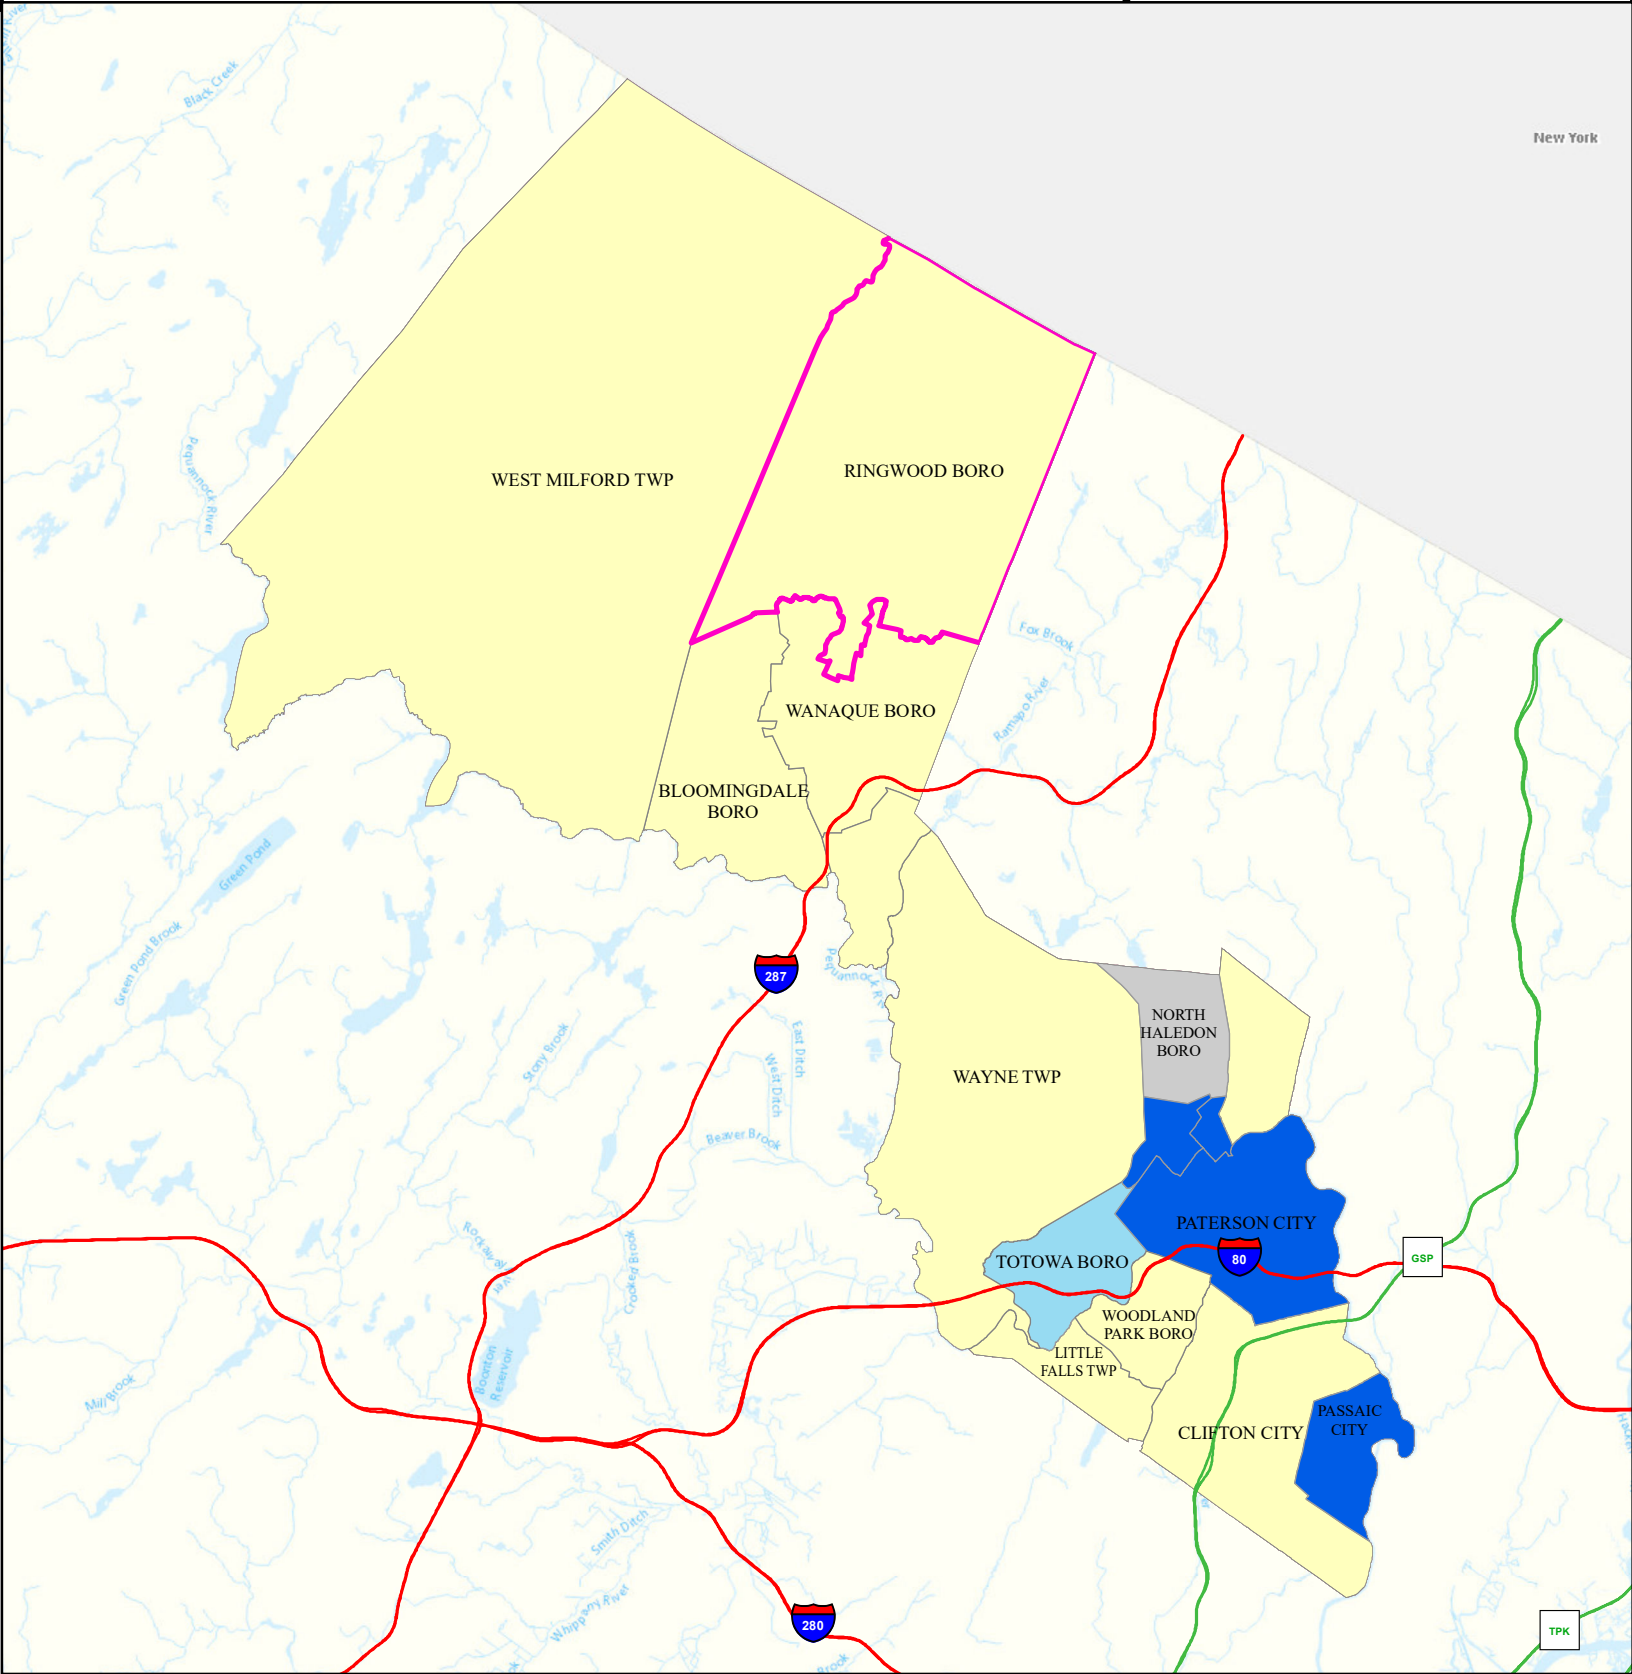 Black Creek
New York
Pequannock River
WEST MILFORD TWP
RINGWOOD BORO
Fox Brook
Ramapo River
WANAQUE BORO
BLOOMINGDALE
BORO
Green Pond
Green Pond Brook
287
NORTH
HALEDON
BORO
Stony Brook
East Ditch
West Ditch
WAYNE TWP
Beaver Brook
PATERSON CITY
TOTOWA BORO
80
GSP
Crooked Brook
WOODLAND
PARK BORO
LITTLE
FALLS TWP
Boonton
Reservoir
Mill Brook
PASSAIC
CITY
CLIFTON CITY
Smith Ditch
Whippany River
280
TPK
Brook